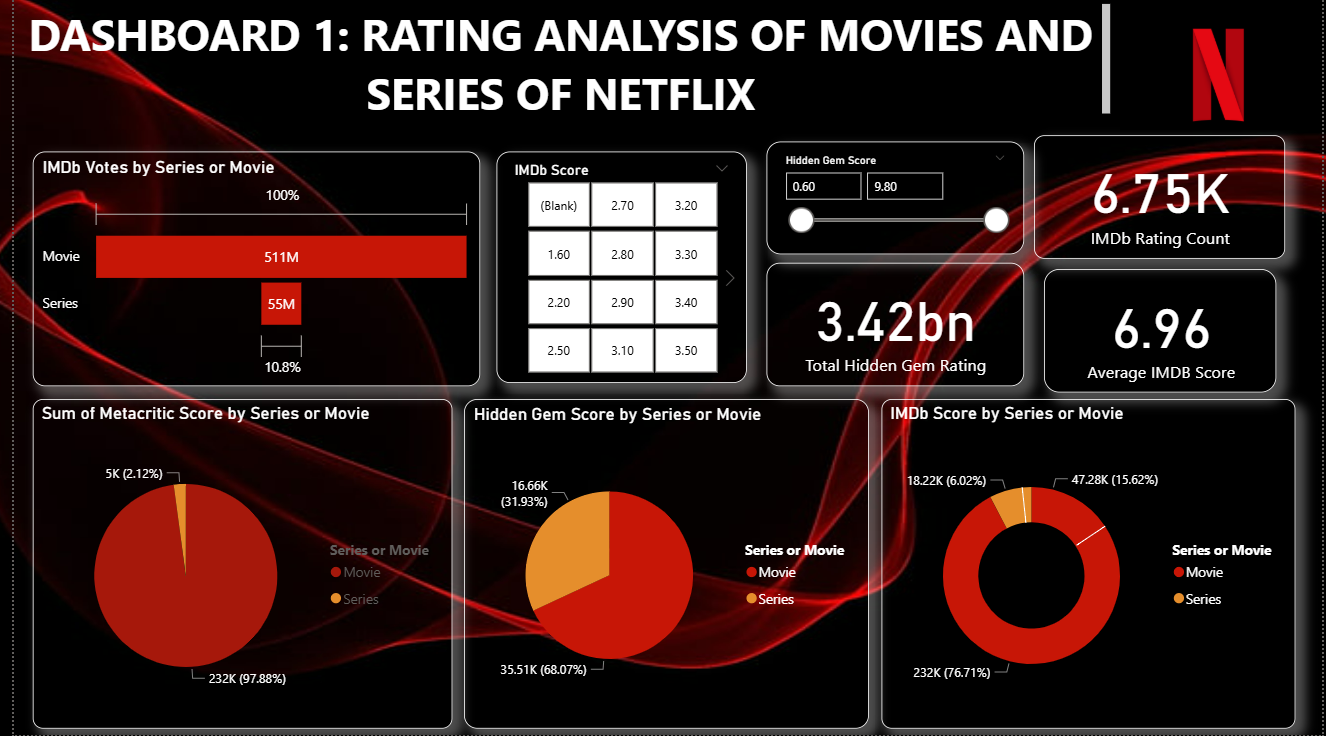 DASHBOARD 1: RATING ANALYSIS OF MOVIES AND
SERIES OF NETFLIX
N
IMDb Votes by Series or Movie
100%
Movie
511M
Series
55M
10.8%
IMDb Score
(Blank)
2.70
3.20
1.60
2.80
3.30
2.20
2.90
3.40
2.50
3.10
3.50
Hidden Gem Score
0.60
9.80
6.75K
IMDb Rating Count
3.42bn
Total Hidden Gem Rating
6.96
Average IMDB Score
Sum of Metacritic Score by Series or Movie
5K (2.12%)
232K (97.88%)
Series or Movie
Movie
Series
Hidden Gem Score by Series or Movie
16.66K
(31.93%)
35.51K (68.07%)
Series or Movie
Movie
Series
IMDb Score by Series or Movie
18.22K (6.02%)
47.28K (15.62%)
232K (76.71%)
Series or Movie
Movie
Series